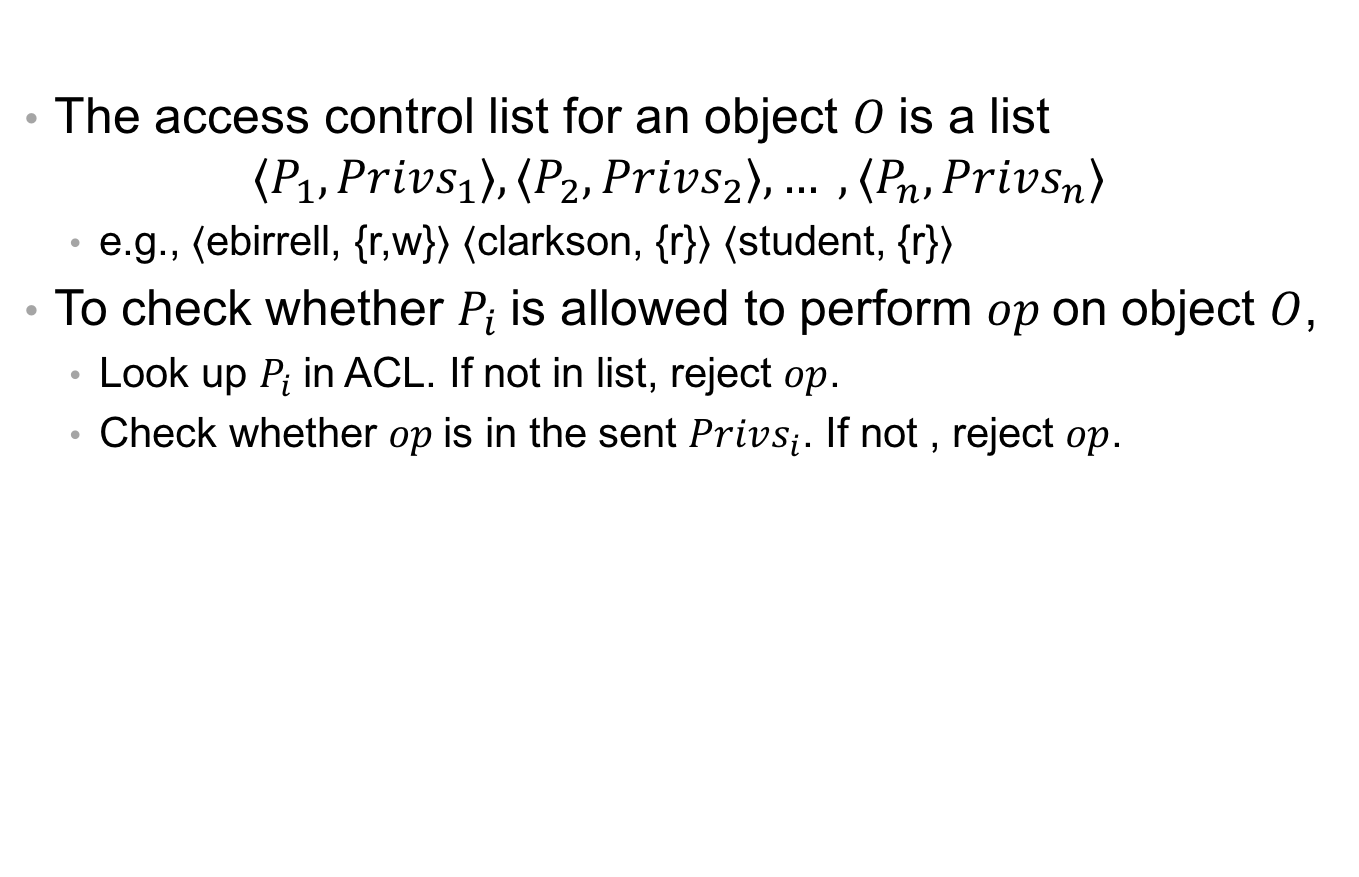 • The access control list for an object 𝑂 is a list
⟨𝑃₁, 𝑃𝑟𝑖𝑣𝑠₁⟩, ⟨𝑃₂, 𝑃𝑟𝑖𝑣𝑠₂⟩, … , ⟨𝑃ₙ, 𝑃𝑟𝑖𝑣𝑠ₙ⟩
• e.g., ⟨ebirrell, {r,w}⟩ ⟨clarkson, {r}⟩ ⟨student, {r}⟩
• To check whether 𝑃ᵢ is allowed to perform 𝑜𝑝 on object 𝑂,
• Look up 𝑃ᵢ in ACL. If not in list, reject 𝑜𝑝.
• Check whether 𝑜𝑝 is in the sent 𝑃𝑟𝑖𝑣𝑠ᵢ. If not , reject 𝑜𝑝.